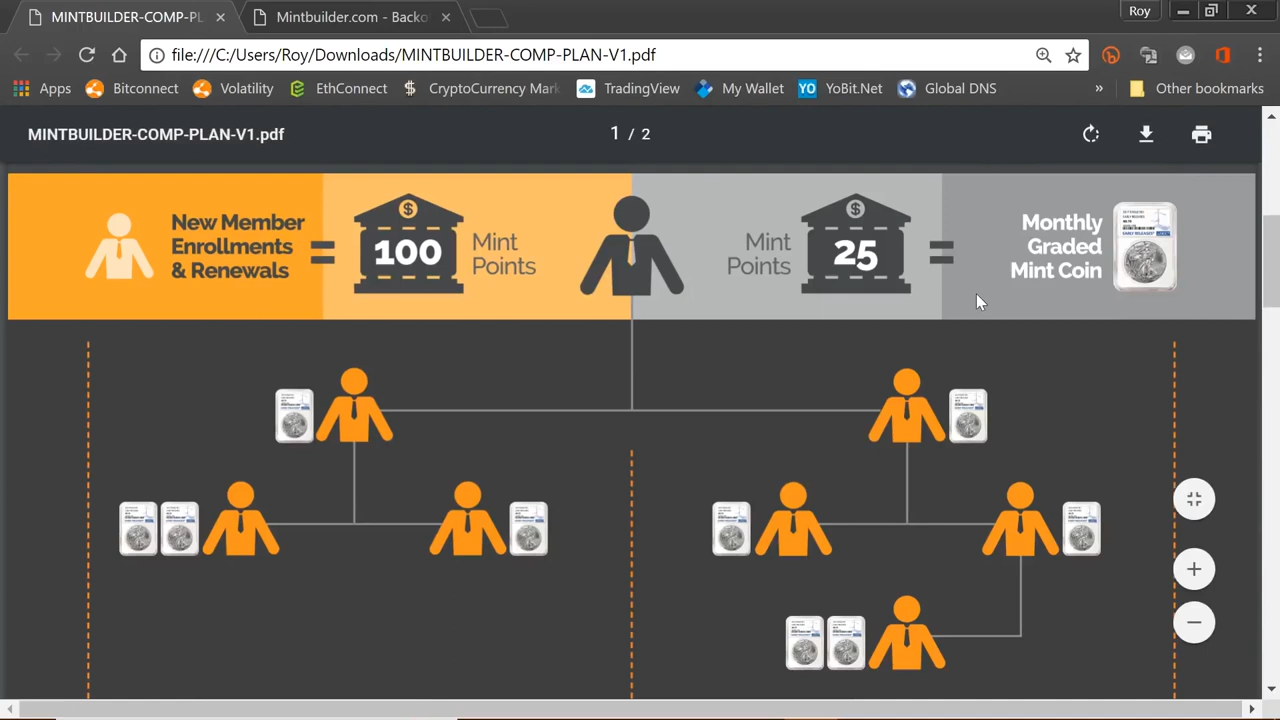 MINTBUILDER-COMP-PL
Mintbuilder.com - Backo
Roy
file:///C:/Users/Roy/Downloads/MINTBUILDER-COMP-PLAN-V1.pdf
Apps
Bitconnect
Volatility
EthConnect
CryptoCurrency Mark
TradingView
My Wallet
YO
YoBit.Net
Global DNS
»
Other bookmarks
MINTBUILDER-COMP-PLAN-V1.pdf
1 / 2
New Member
Enrollments
& Renewals
=
$
100
Mint
Points
Mint
Points
$
25
=
Monthly
Graded
Mint Coin